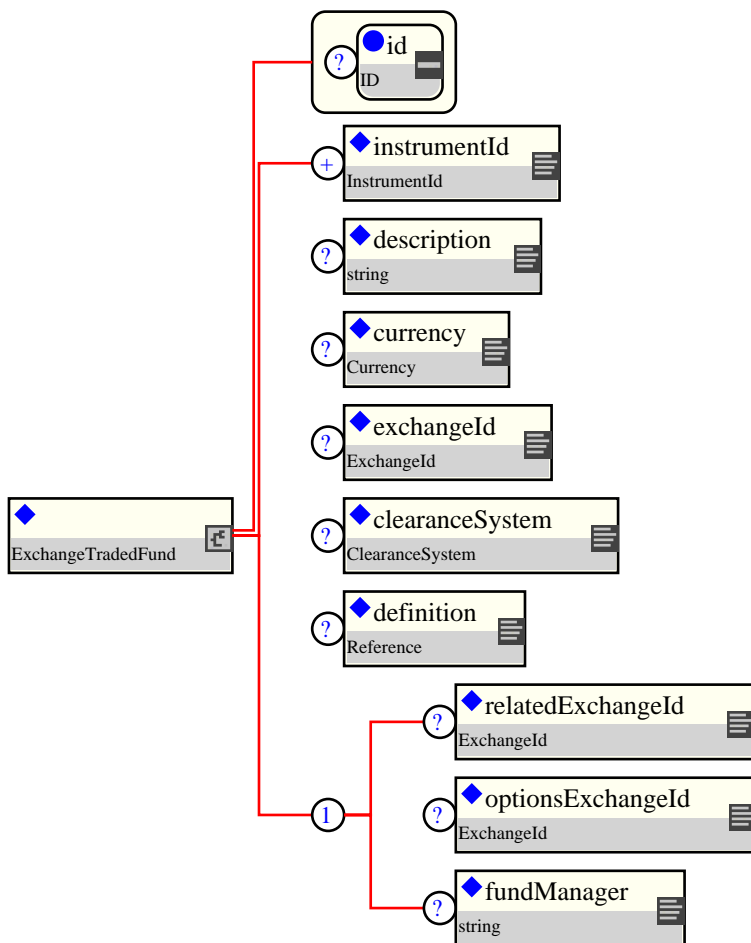 ? id
ID
+ instrumentId
InstrumentId
? description
string
? currency
Currency
? exchangeId
ExchangeId
ExchangeTradedFund
? clearanceSystem
ClearanceSystem
? definition
Reference
? relatedExchangeId
ExchangeId
1
? optionsExchangeId
ExchangeId
? fundManager
string